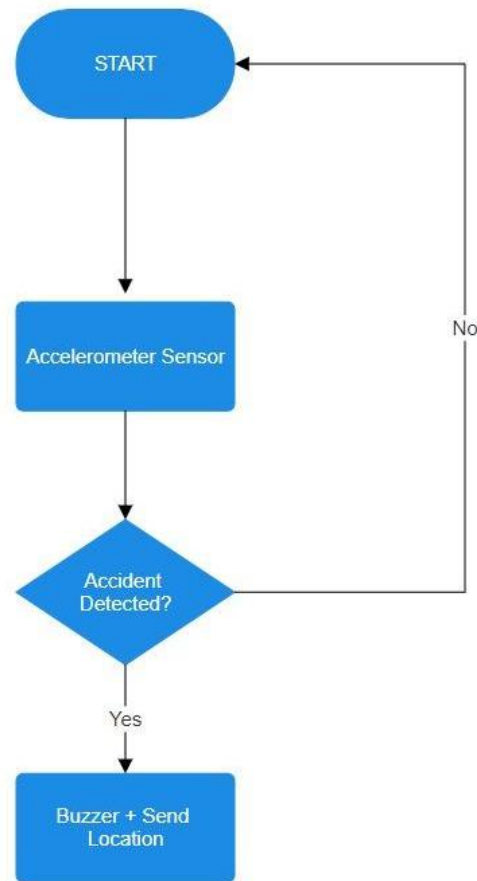 START
No
Accelerometer Sensor
Accident
Detected?
Yes
Buzzer + Send
Location